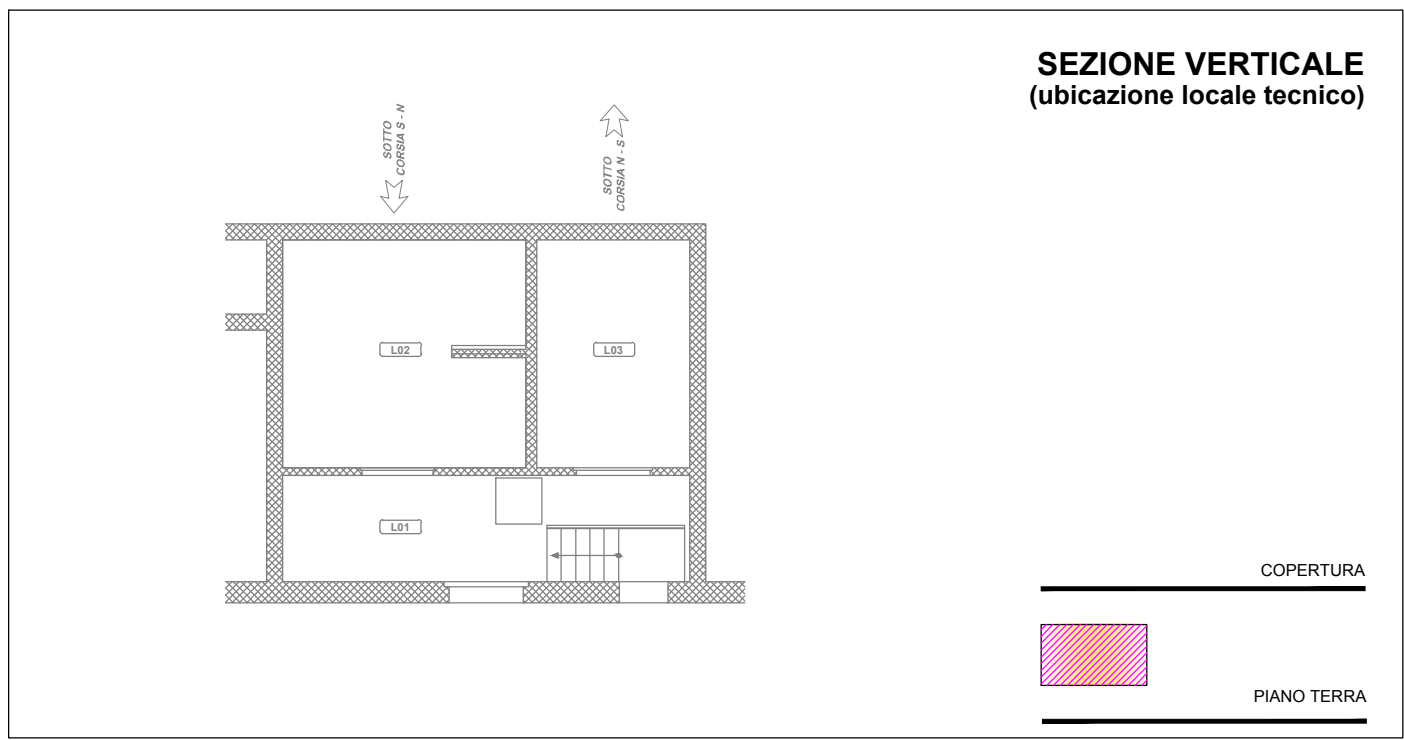 SEZIONE VERTICALE
(ubicazione locale tecnico)
SOTTO
CORSIA S - N
SOTTO
CORSIA N - S
L02
L03
L01
COPERTURA
PIANO TERRA